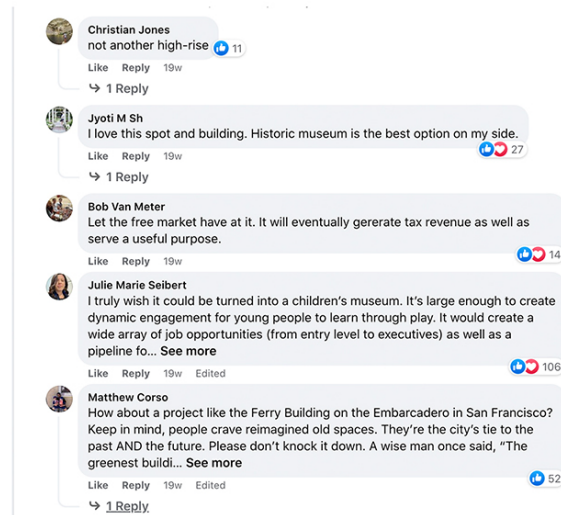 Christian Jones
not another high-rise
11
Like Reply 19w
1 Reply
Jyoti M Sh
I love this spot and building. Historic museum is the best option on my side.
27
Like Reply 19w
1 Reply
Bob Van Meter
Let the free market have at it. It will eventually gererate tax revenue as well as
serve a useful purpose.
14
Like Reply 19w
Julie Marie Seibert
I truly wish it could be turned into a children's museum. It's large enough to create
dynamic engagement for young people to learn through play. It would create a
wide array of job opportunities (from entry level to executives) as well as a
pipeline fo... See more
106
Like Reply 19w Edited
Matthew Corso
How about a project like the Ferry Building on the Embarcadero in San Francisco?
Keep in mind, people crave reimagined old spaces. They're the city's tie to the
past AND the future. Please don't knock it down. A wise man once said, “The
greenest buildi... See more
52
Like Reply 19w Edited
1 Reply